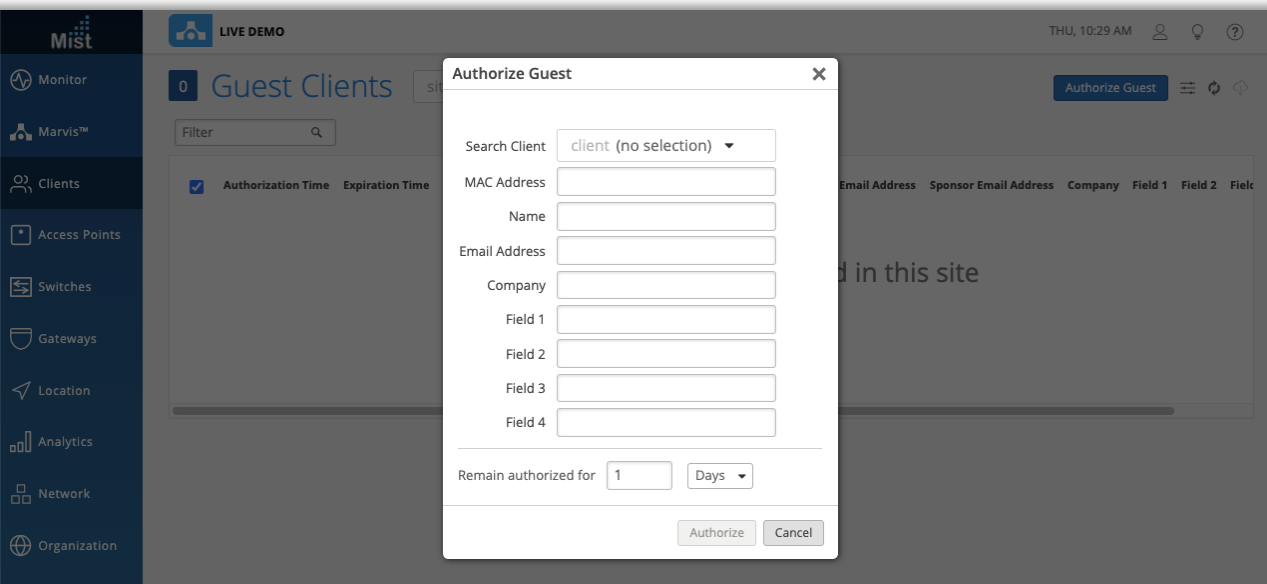 Mist
LIVE DEMO
THU, 10:29 AM
?
Monitor
Marvis™
Clients
Access Points
Switches
Gateways
Location
Analytics
Network
Organization
0 Guest Clients
sit
Authorize Guest
Filter
Authorization Time Expiration Time
Email Address Sponsor Email Address Company Field 1 Field 2 Field
d in this site
Authorize Guest
Search Client client (no selection)
MAC Address
Name
Email Address
Company
Field 1
Field 2
Field 3
Field 4
Remain authorized for 1 Days
Authorize Cancel